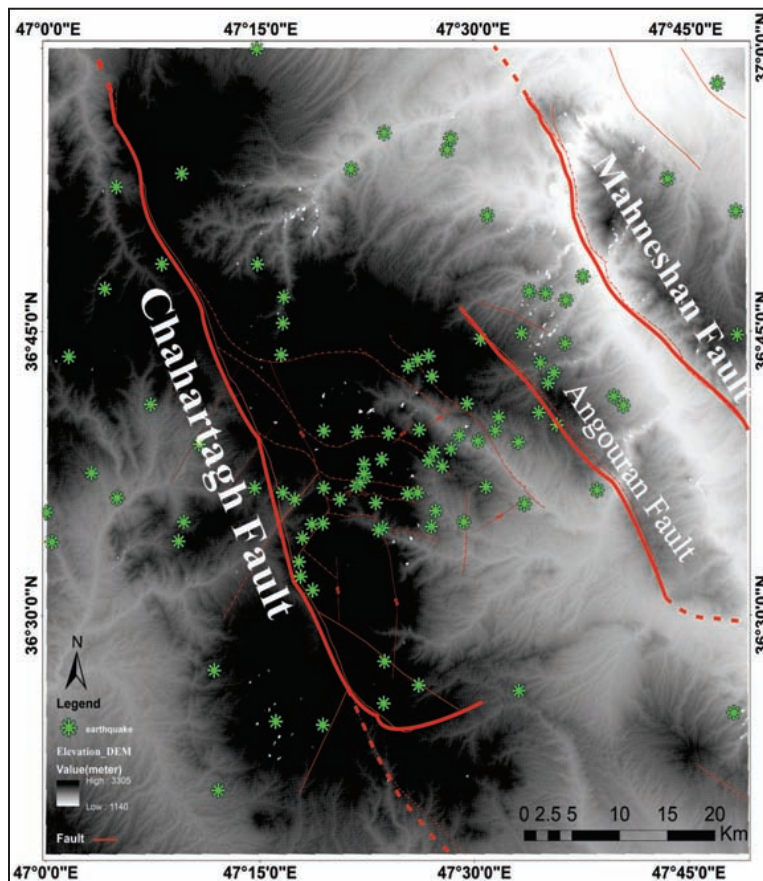 47°0'0"E 47°15'0"E 47°30'0"E 47°45'0"E
37°0'0"N
36°45'0"N
36°30'0"N
37°0'0"N
36°45'0"N
36°30'0"N
Chahartagh Fault
Mahneshan Fault
Angouran Fault
N
Legend
earthquake
Elevation_DEM
Value(meter)
High : 3305
Low : 1140
Fault
0 2.5 5 10 15 20
Km
47°0'0"E 47°15'0"E 47°30'0"E 47°45'0"E